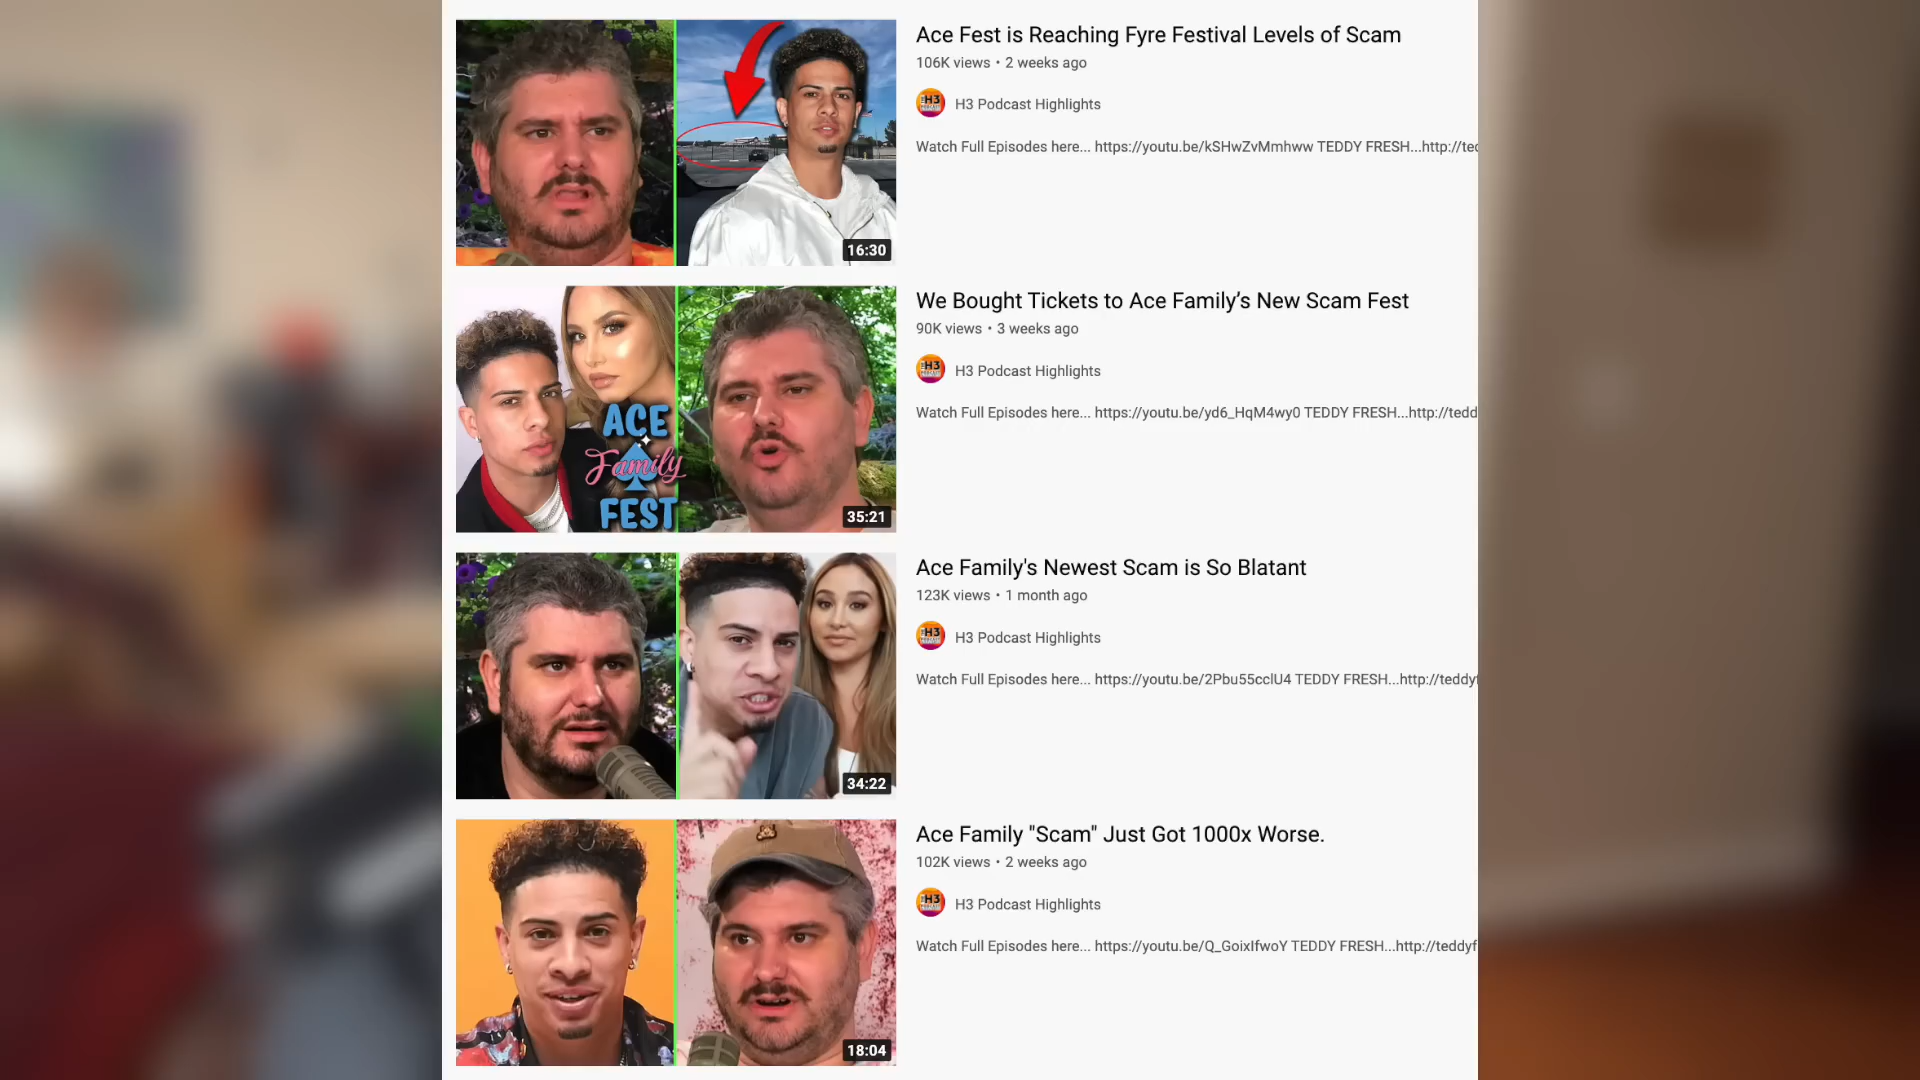 Ace Fest is Reaching Fyre Festival Levels of Scam
106K views • 2 weeks ago
H3 Podcast Highlights
Watch Full Episodes here... https://youtu.be/kSHwZvMmhww TEDDY FRESH...http://ted
16:30
We Bought Tickets to Ace Family’s New Scam Fest
90K views • 3 weeks ago
H3 Podcast Highlights
Watch Full Episodes here... https://youtu.be/yd6_HqM4wy0 TEDDY FRESH...http://tedd
ACE
Family
FEST
35:21
Ace Family's Newest Scam is So Blatant
123K views • 1 month ago
H3 Podcast Highlights
Watch Full Episodes here... https://youtu.be/2Pbu55cclU4 TEDDY FRESH...http://teddyf
34:22
Ace Family "Scam" Just Got 1000x Worse.
102K views • 2 weeks ago
H3 Podcast Highlights
Watch Full Episodes here... https://youtu.be/Q_GoixIfwoY TEDDY FRESH...http://teddyf
18:04